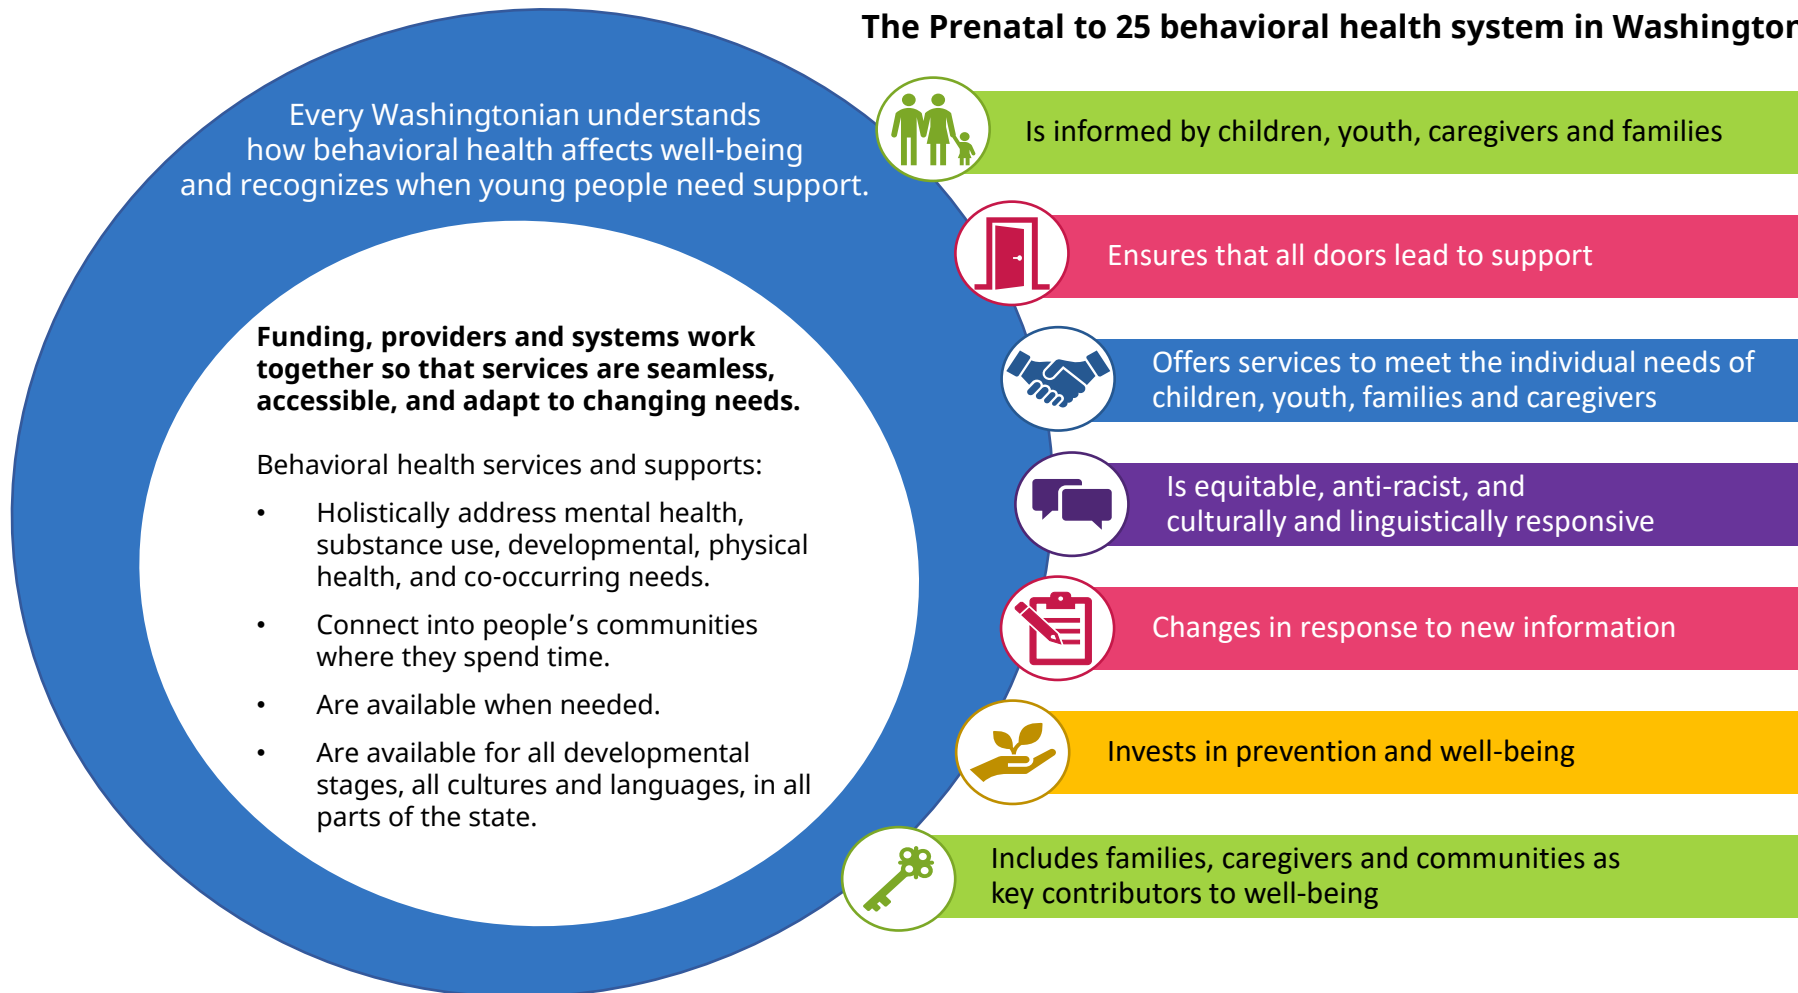 The Prenatal to 25 behavioral health system in Washington
Every Washingtonian understands
how behavioral health affects well-being
and recognizes when young people need support.
Funding, providers and systems work
together so that services are seamless,
accessible, and adapt to changing needs.
Behavioral health services and supports:
• Holistically address mental health,
substance use, developmental, physical
health, and co-occurring needs.
• Connect into people’s communities
where they spend time.
• Are available when needed.
• Are available for all developmental
stages, all cultures and languages, in all
parts of the state.
Is informed by children, youth, caregivers and families
Ensures that all doors lead to support
Offers services to meet the individual needs of
children, youth, families and caregivers
Is equitable, anti-racist, and
culturally and linguistically responsive
Changes in response to new information
Invests in prevention and well-being
Includes families, caregivers and communities as
key contributors to well-being